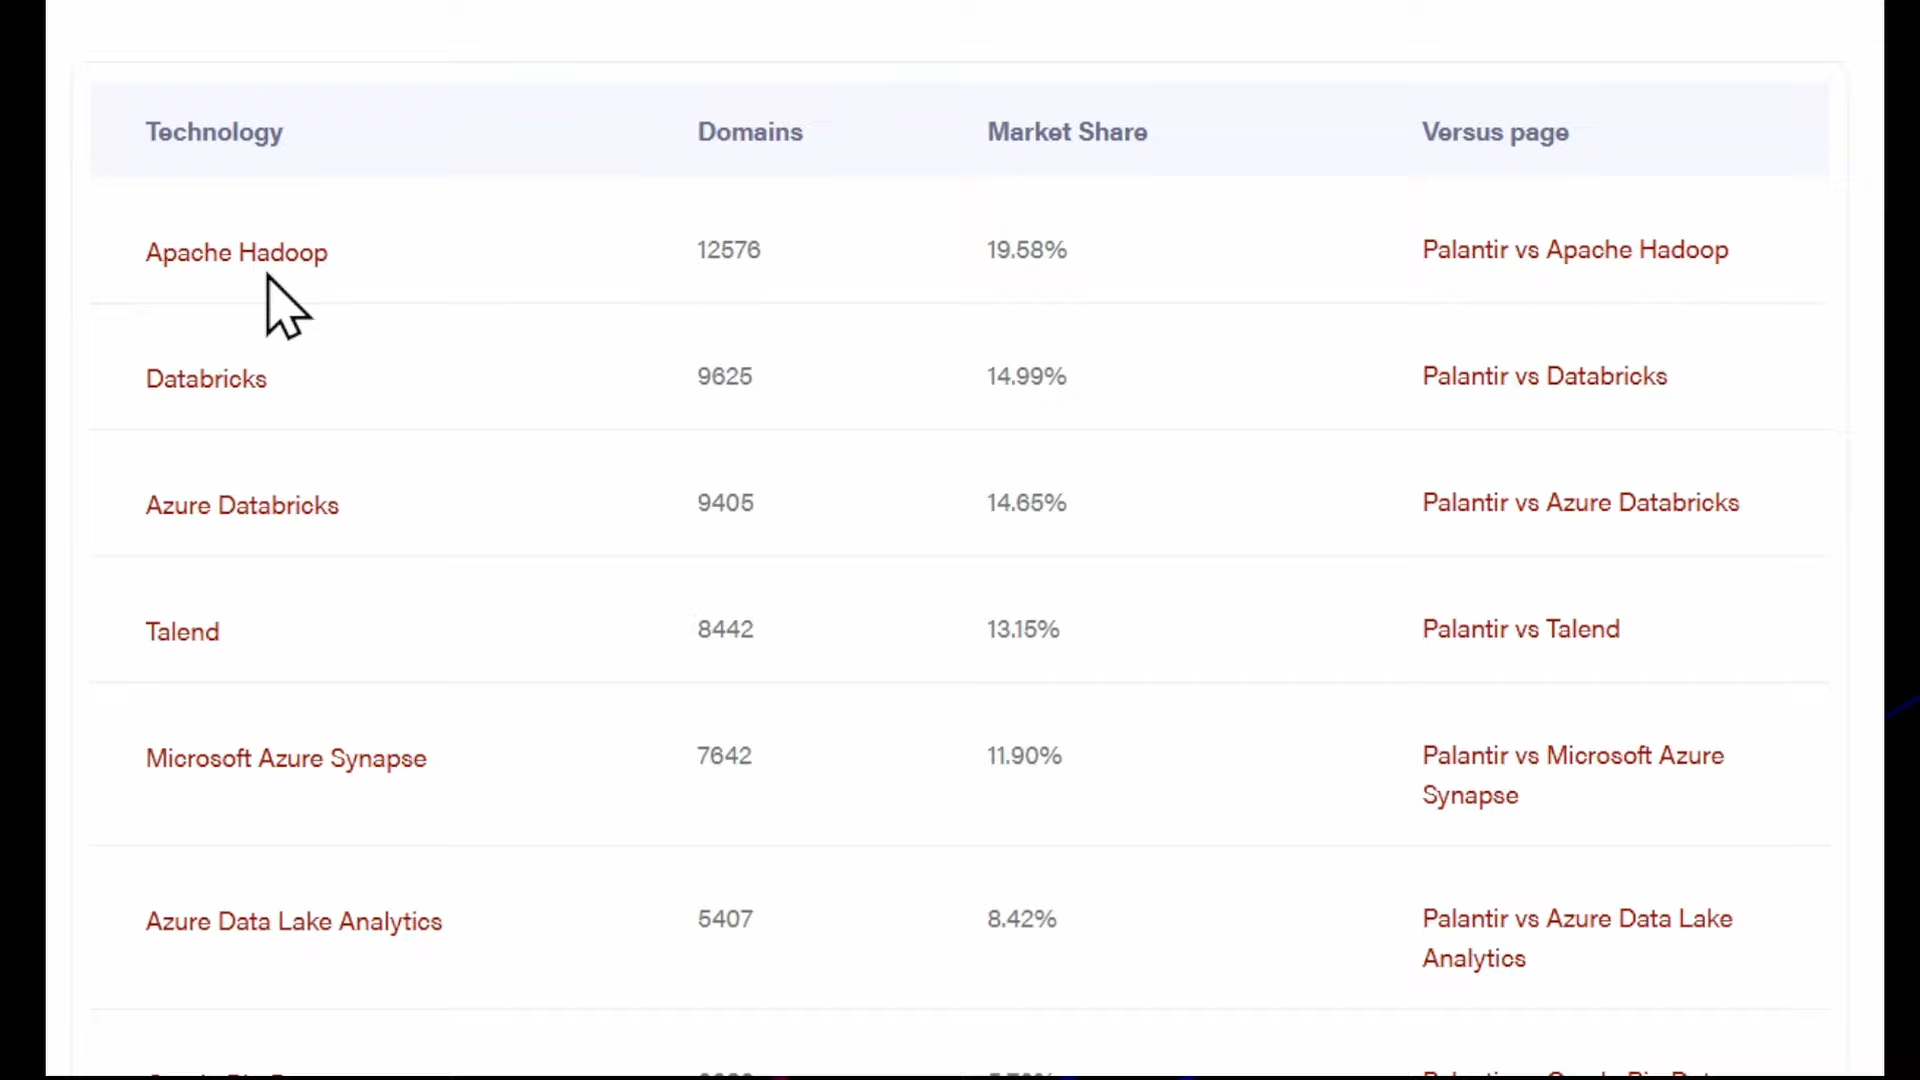 Technology Domains Market Share Versus page
Apache Hadoop 12576 19.58% Palantir vs Apache Hadoop
Databricks 9625 14.99% Palantir vs Databricks
Azure Databricks 9405 14.65% Palantir vs Azure Databricks
Talend 8442 13.15% Palantir vs Talend
Microsoft Azure Synapse 7642 11.90% Palantir vs Microsoft Azure
Synapse
Azure Data Lake Analytics 5407 8.42% Palantir vs Azure Data Lake
Analytics